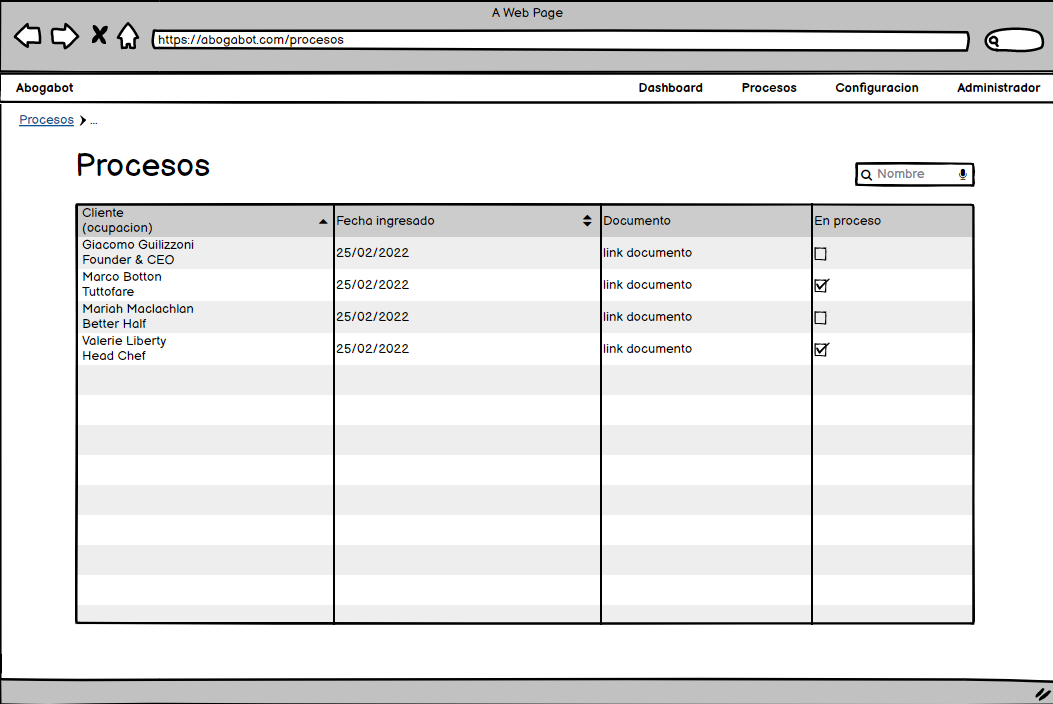 A Web Page
https://abogabot.com/procesos
Abogabot Dashboard Procesos Configuracion Administrador
Procesos ...
Procesos
Nombre
Cliente
(ocupacion) Fecha ingresado Documento En proceso
Giacomo Guilizzoni
Founder & CEO 25/02/2022 link documento
Marco Botton
Tuttofare 25/02/2022 link documento
Mariah Maclachlan
Better Half 25/02/2022 link documento
Valerie Liberty
Head Chef 25/02/2022 link documento